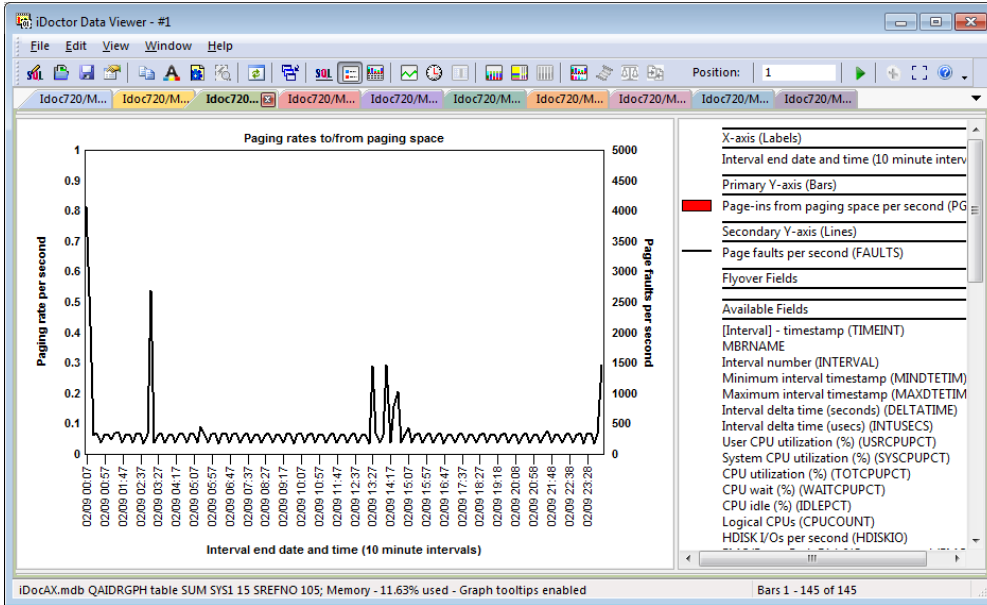 iDoctor Data Viewer - #1
File Edit View Window Help
SQL SQL Position: 1
Idoc720/M... Idoc720/M... Idoc720... Idoc720/M... Idoc720/M... Idoc720/M... Idoc720/M... Idoc720/M... Idoc720/M... Idoc720/M...
Paging rates to/from paging space
Paging rate per second
1
0.9
0.8
0.7
0.6
0.5
0.4
0.3
0.2
0.1
0
5000
4500
4000
3500
3000
2500
2000
1500
1000
500
0
Page faults per second
02/09 00:07
02/09 00:57
02/09 01:47
02/09 02:37
02/09 03:27
02/09 04:17
02/09 05:07
02/09 05:57
02/09 06:47
02/09 07:37
02/09 08:27
02/09 09:17
02/09 10:07
02/09 10:57
02/09 11:47
02/09 12:37
02/09 13:27
02/09 14:17
02/09 15:07
02/09 15:57
02/09 16:47
02/09 17:37
02/09 18:27
02/09 19:18
02/09 20:08
02/09 20:58
02/09 21:48
02/09 22:38
02/09 23:28
Interval end date and time (10 minute intervals)
X-axis (Labels)
Interval end date and time (10 minute interv
Primary Y-axis (Bars)
Page-ins from paging space per second (PG
Secondary Y-axis (Lines)
Page faults per second (FAULTS)
Flyover Fields
Available Fields
[Interval] - timestamp (TIMEINT)
MBRNAME
Interval number (INTERVAL)
Minimum interval timestamp (MINDTETIM)
Maximum interval timestamp (MAXDTETIM
Interval delta time (seconds) (DELTATIME)
Interval delta time (usecs) (INTUSECS)
User CPU utilization (%) (USRCPUPCT)
System CPU utilization (%) (SYSCPUPCT)
CPU utilization (%) (TOTCPUPCT)
CPU wait (%) (WAITCPUPCT)
CPU idle (%) (IDLEPCT)
Logical CPUs (CPUCOUNT)
HDISK I/Os per second (HDISKIO)
iDocAX.mdb QAIDRGPH table SUM SYS1 15 SREFNO 105; Memory - 11.63% used - Graph tooltips enabled
Bars 1 - 145 of 145